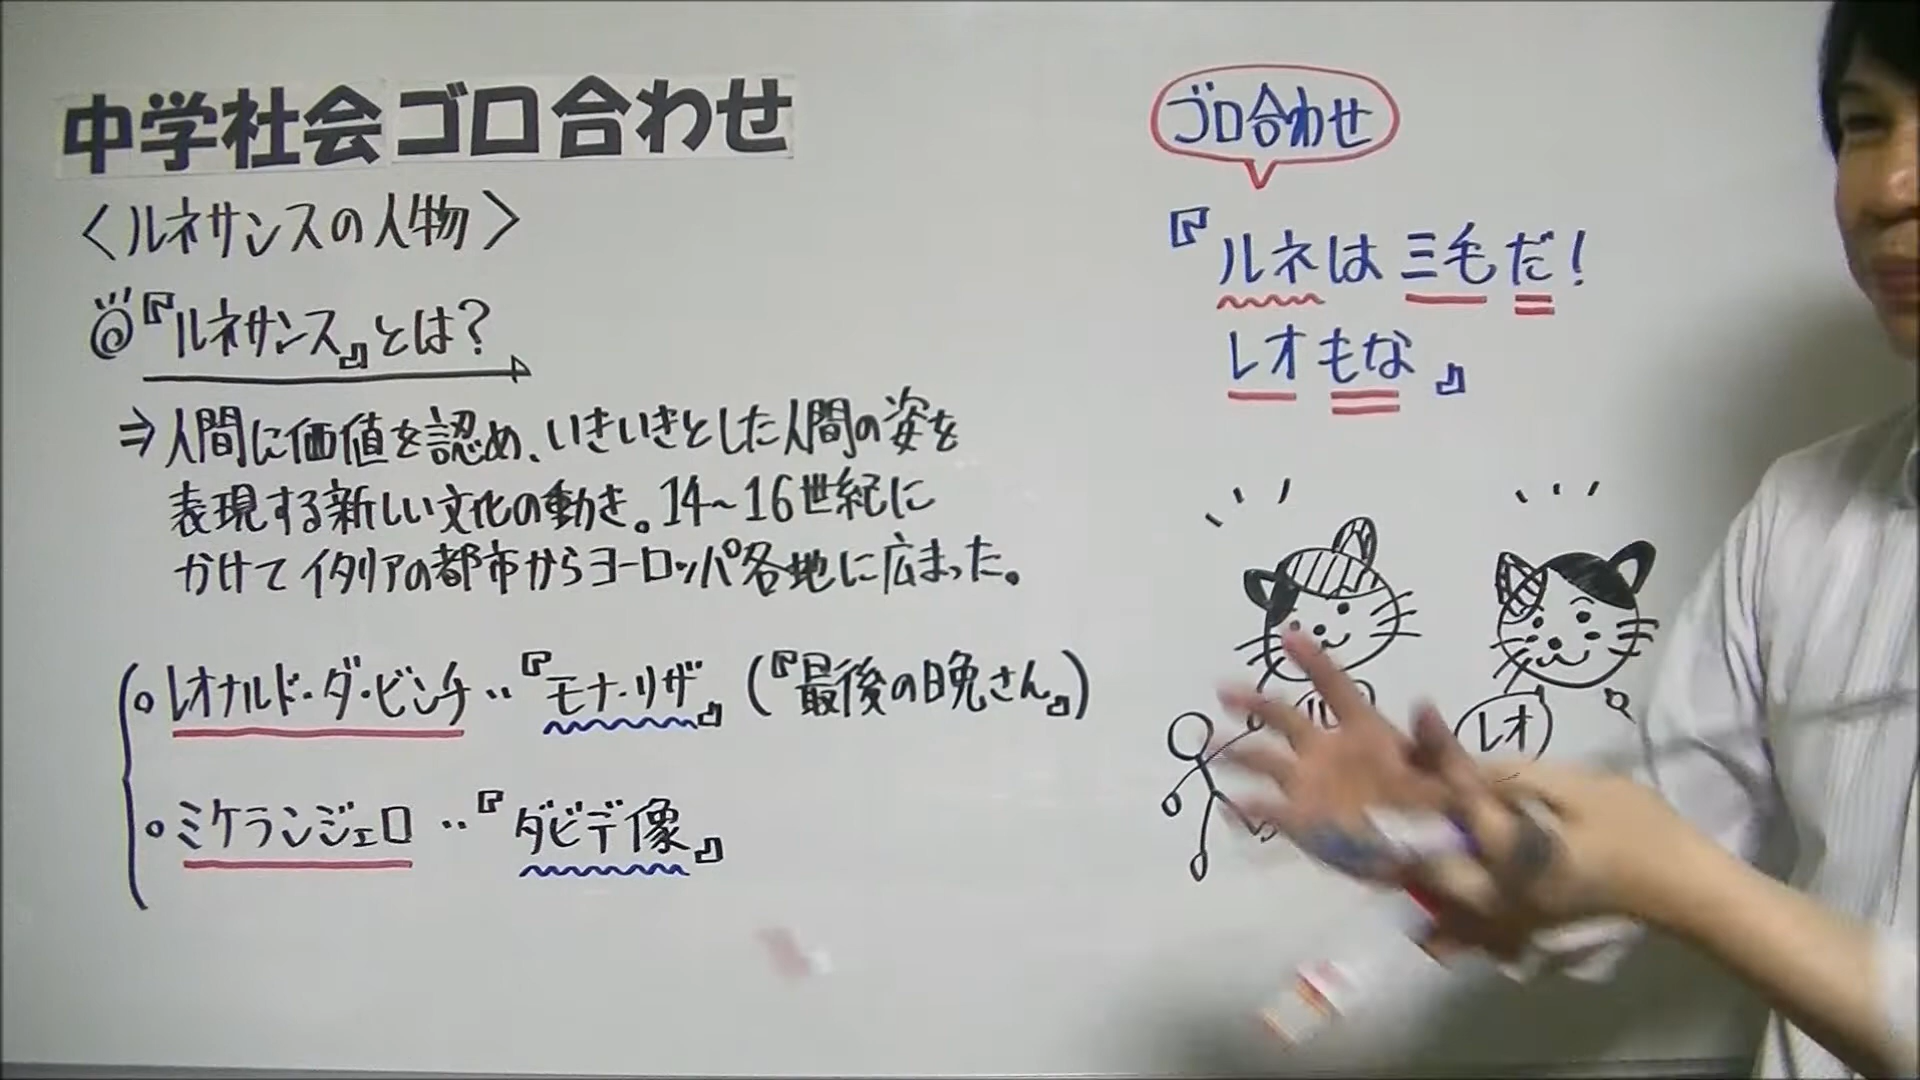 中学社会ゴロ合わせ
<ルネサンスの人物>
◎『ルネサンス』とは?
⇒人間に価値を認め、いきいきとした人間の姿を
表現する新しい文化の動き。14~16世紀に
かけてイタリアの都市からヨーロッパ各地に広まった。
○レオナルド・ダ・ビンチ‥『モナ・リザ』(『最後の晩さん』)
○ミケランジェロ‥『ダビデ像』
ゴロ合わせ
『ルネは三毛だ!
レオもな』
レオ